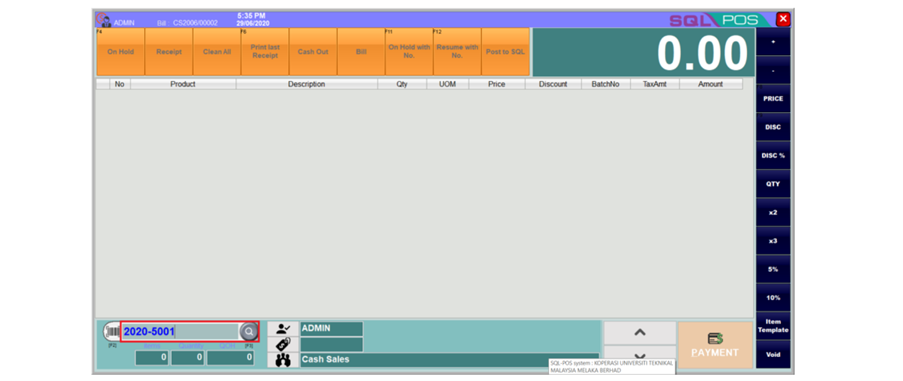 ADMIN Bill : CS2006/00002 5:35 PM SQL POS X
29/06/2020
F4 F6 F11 F12
On Hold Receipt Clean All Print last Receipt Cash Out Bill On Hold with No. Resume with No. Post to SQL
0.00
+
-
PRICE
DISC
DISC %
QTY
x2
x3
5%
10%
Item
Template
Void
No Product Description Qty UOM Price Discount BatchNo TaxAmt Amount
2020-5001 ADMIN
Items Quantity
0 0 0
Cash Sales
PAYMENT
SQL-POS system : KOPERASI UNIVERSITI TEKNIKAL
MALAYSIA MELAKA BERHAD